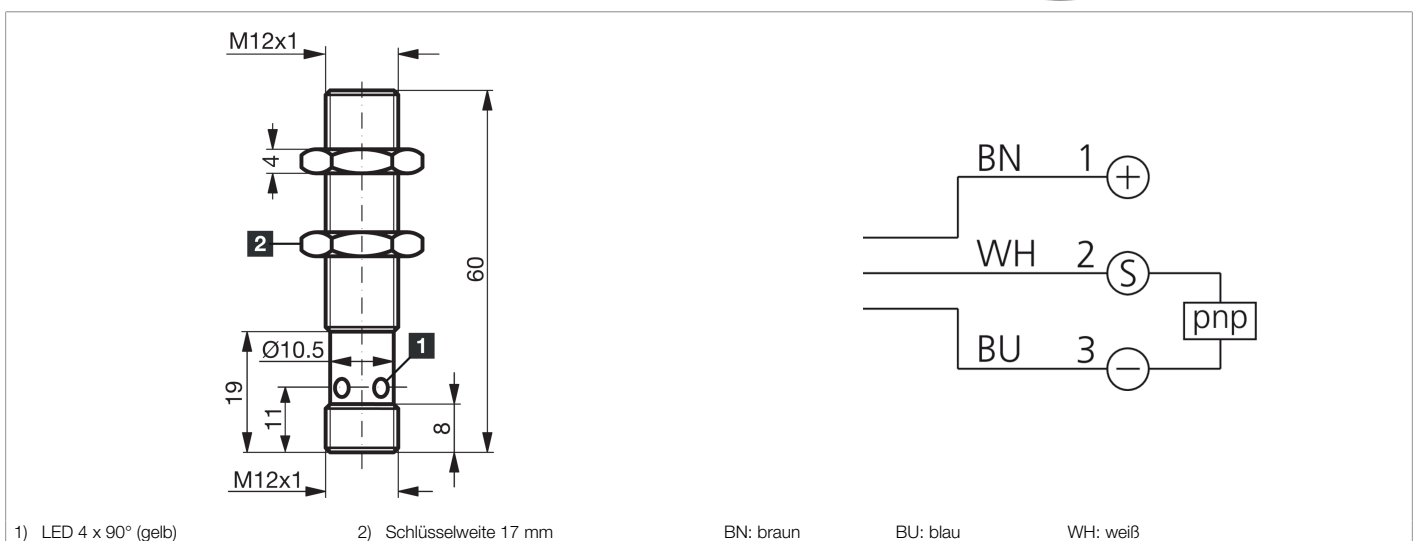 M12x1
4
2
60
Ø10.5
1
19
11
8
M12x1
BN 1 +
WH 2 S
pnp
BU 3 −
1) LED 4 x 90° (gelb) 2) Schlüsselweite 17 mm BN: braun BU: blau WH: weiß